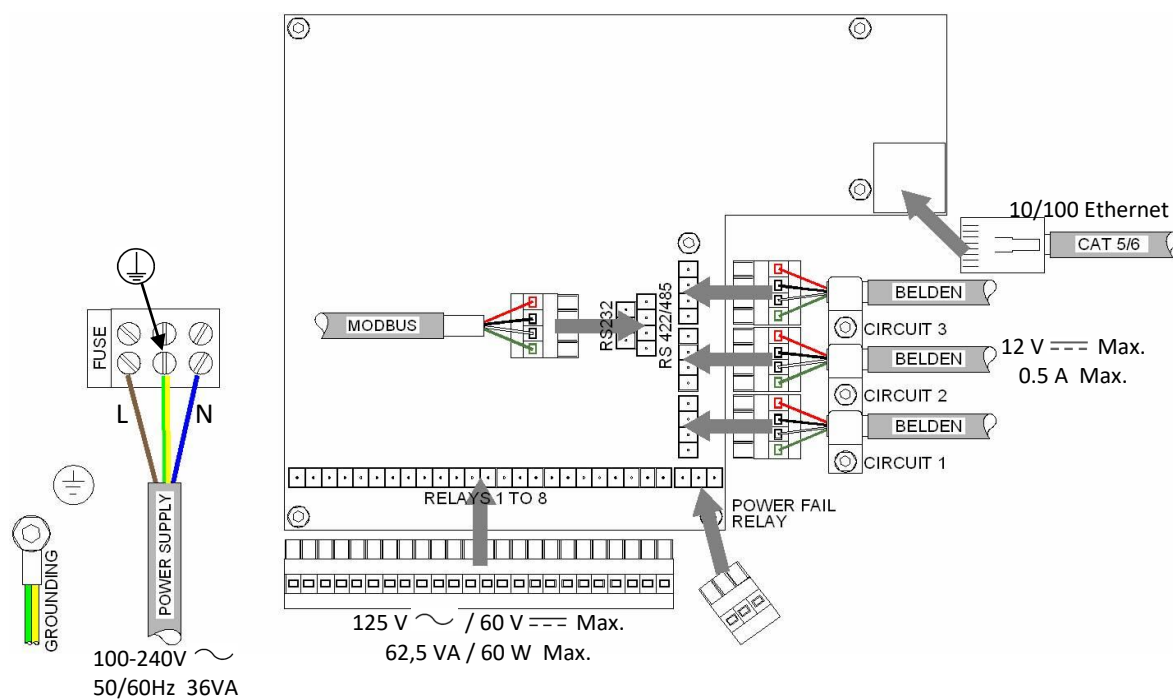 10/100 Ethernet
CAT 5/6
FUSE
L
N
MODBUS
RS232
RS 422/485
BELDEN
CIRCUIT 3
12 V Max.
0.5 A Max.
BELDEN
CIRCUIT 2
BELDEN
CIRCUIT 1
RELAYS 1 TO 8
POWER FAIL
RELAY
POWER SUPPLY
GROUNDING
125 V / 60 V Max.
62,5 VA / 60 W Max.
100-240V
50/60Hz 36VA